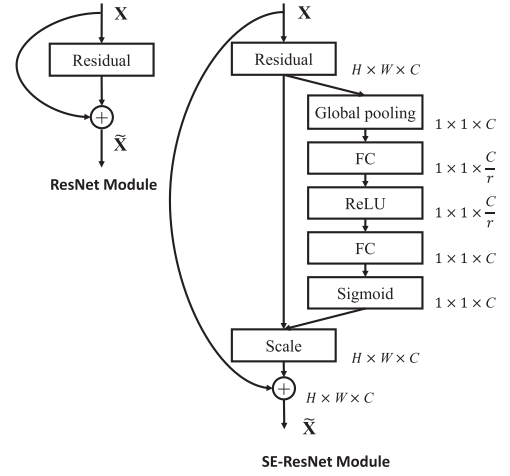 X
Residual
+
X̃
ResNet Module
X
Residual
H × W × C
Global pooling
1 × 1 × C
FC
1 × 1 × C/r
ReLU
1 × 1 × C/r
FC
1 × 1 × C
Sigmoid
1 × 1 × C
Scale
H × W × C
+
H × W × C
X̃
SE-ResNet Module